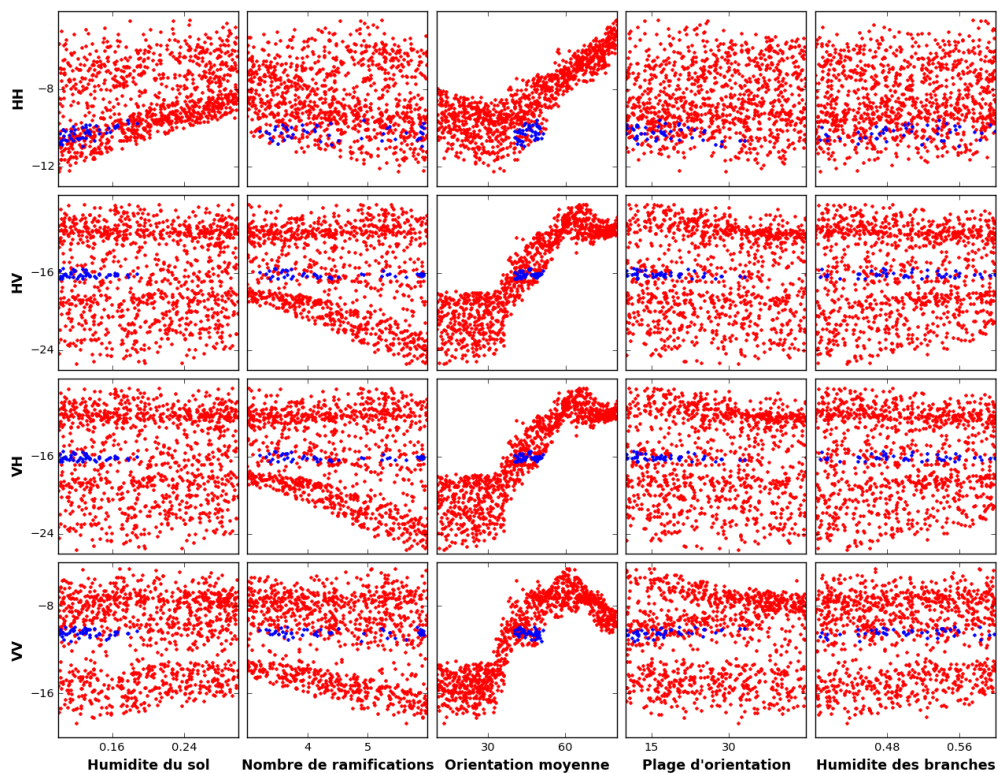 HH
−8
−12
HV
−16
−24
VH
−16
−24
VV
−8
−16
0.16 0.24 4 5 30 60 15 30 0.48 0.56
Humidite du sol Nombre de ramifications Orientation moyenne Plage d'orientation Humidite des branches